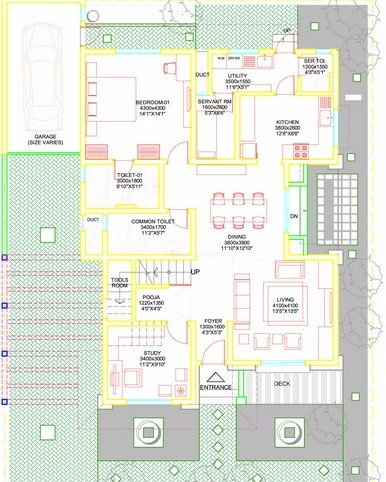 UP
W.M DRYER
SER TOI.
1300x1550
4'3"X5'1"
DUCT
UTILITY
3500x1550
11'6"X5'1"
BEDROOM-01
4300x4300
14'1"X14'1"
SERVANT RM
1600x2600
5'3"X8'6"
KITCHEN
3800x2600
12'6"X8'6"
GARAGE
(SIZE VARIES)
TOILET-01
3000x1800
9'10"X5'11"
DUCT
COMMON TOILET
3400x1700
11'2"X5'7"
DN
DINING
3600x3900
11'10"X12'10"
UP
TOOLS
ROOM
POOJA
1220x1350
4'0"X4'5"
LIVING
4100x4100
13'5"X13'5"
FOYER
1300x1600
4'3"X5'3"
STUDY
3400x3000
11'2"X9'10"
ENTRANCE
DECK